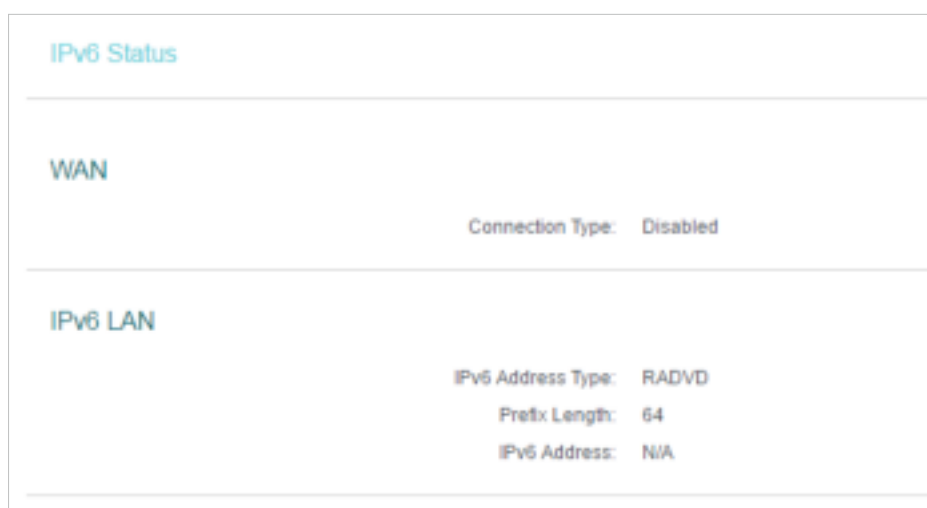 IPv6 Status
WAN
Connection Type: Disabled
IPv6 LAN
IPv6 Address Type: RADVD
Prefix Length: 64
IPv6 Address: N/A